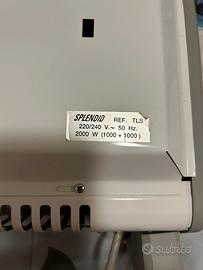 SPLENDID REF. TLS
220/240 V.~ 50 Hz.
2000 W (1000 + 1000)
subito